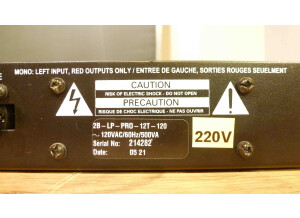 MONO: LEFT INPUT, RED OUTPUTS ONLY / ENTREE DE GAUCHE, SORTIES ROUGES SEUELMENT
CAUTION
RISK OF ELECTRIC SHOCK - DO NOT OPEN
PRECAUTION
RISQUE DE CHOC ELECTRIQUE - NE PAS OUVRIR
2B-LP-PRO-12T-120
~120VAC/60Hz/500VA
Serial No: 214282
Date: 05 21
220V